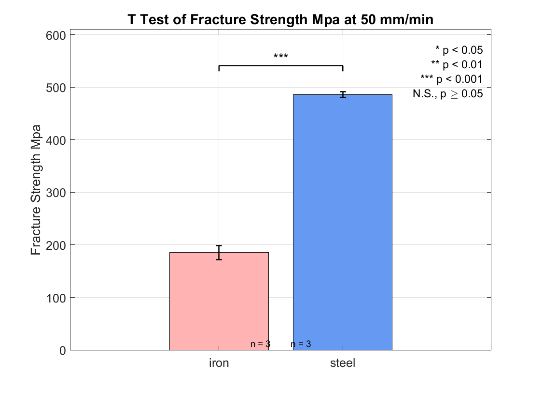 T Test of Fracture Strength Mpa at 50 mm/min
600
500
400
300
200
100
0
Fracture Strength Mpa
***
* p < 0.05
** p < 0.01
*** p < 0.001
N.S., p ≥ 0.05
n = 3
n = 3
iron
steel